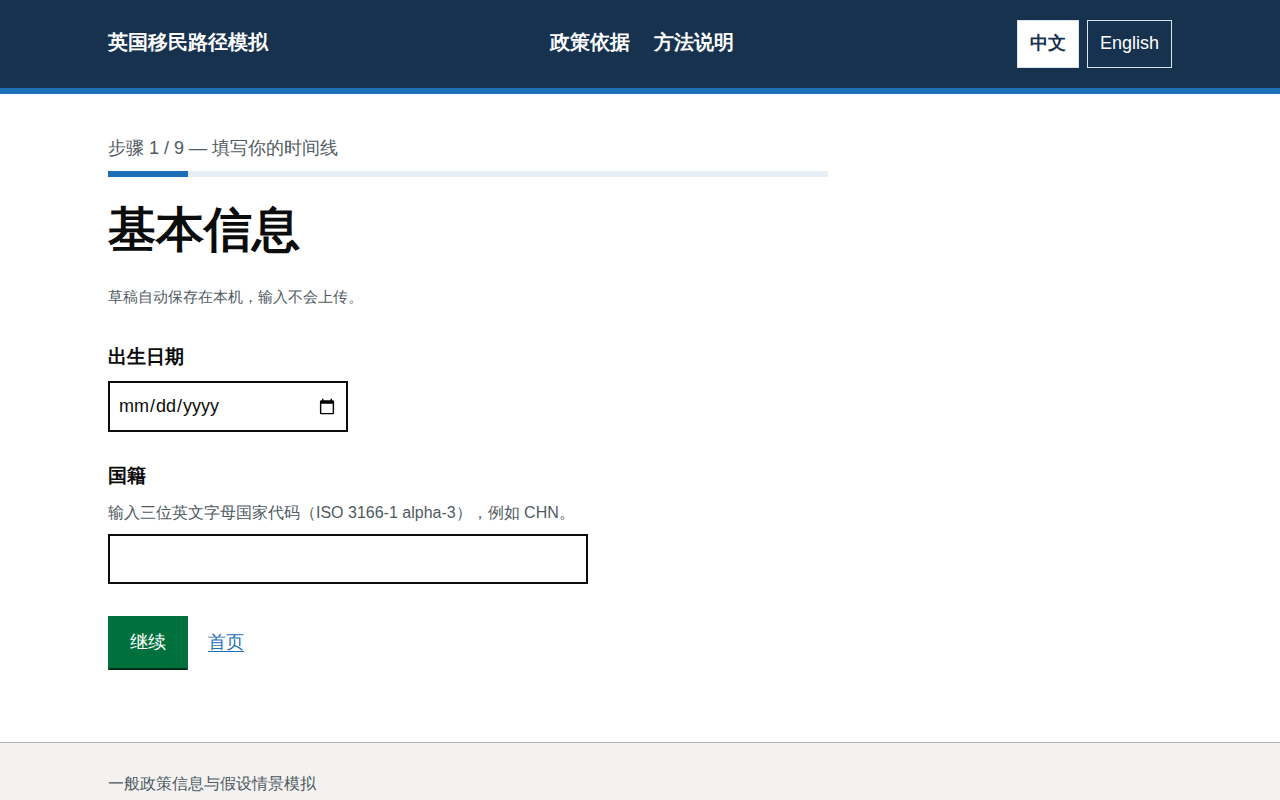 英国移民路径模拟
政策依据
方法说明
中文
English
步骤 1 / 9 — 填写你的时间线
基本信息
草稿自动保存在本机，输入不会上传。
出生日期
mm/dd/yyyy
国籍
输入三位英文字母国家代码（ISO 3166-1 alpha-3），例如 CHN。
继续
首页
一般政策信息与假设情景模拟